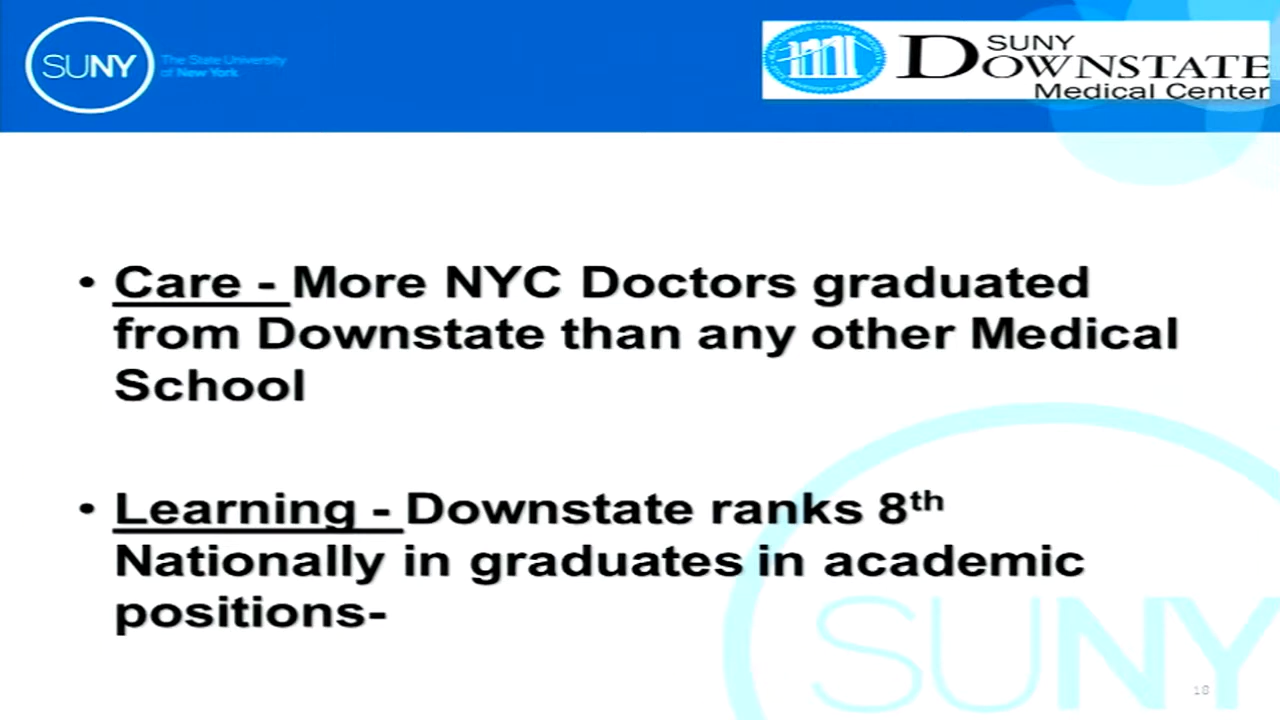 SUNY
The State University
of New York
SUNY
DOWNSTATE
Medical Center
• Care - More NYC Doctors graduated
from Downstate than any other Medical
School
• Learning - Downstate ranks 8th
Nationally in graduates in academic
positions-
SUNY
18